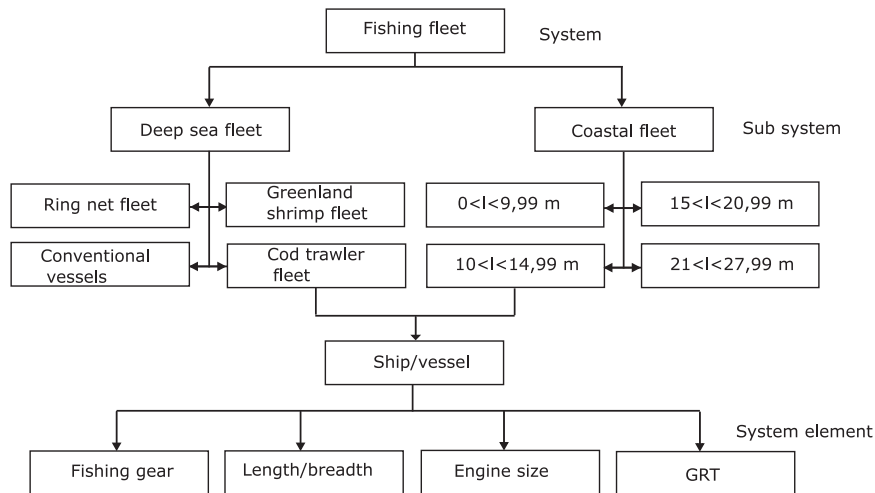 Fishing fleet
System
Deep sea fleet
Coastal fleet
Sub system
Ring net fleet
Greenland
shrimp fleet
0<l<9,99 m
15<l<20,99 m
Conventional
vessels
Cod trawler
fleet
10<l<14,99 m
21<l<27,99 m
Ship/vessel
System element
Fishing gear
Length/breadth
Engine size
GRT